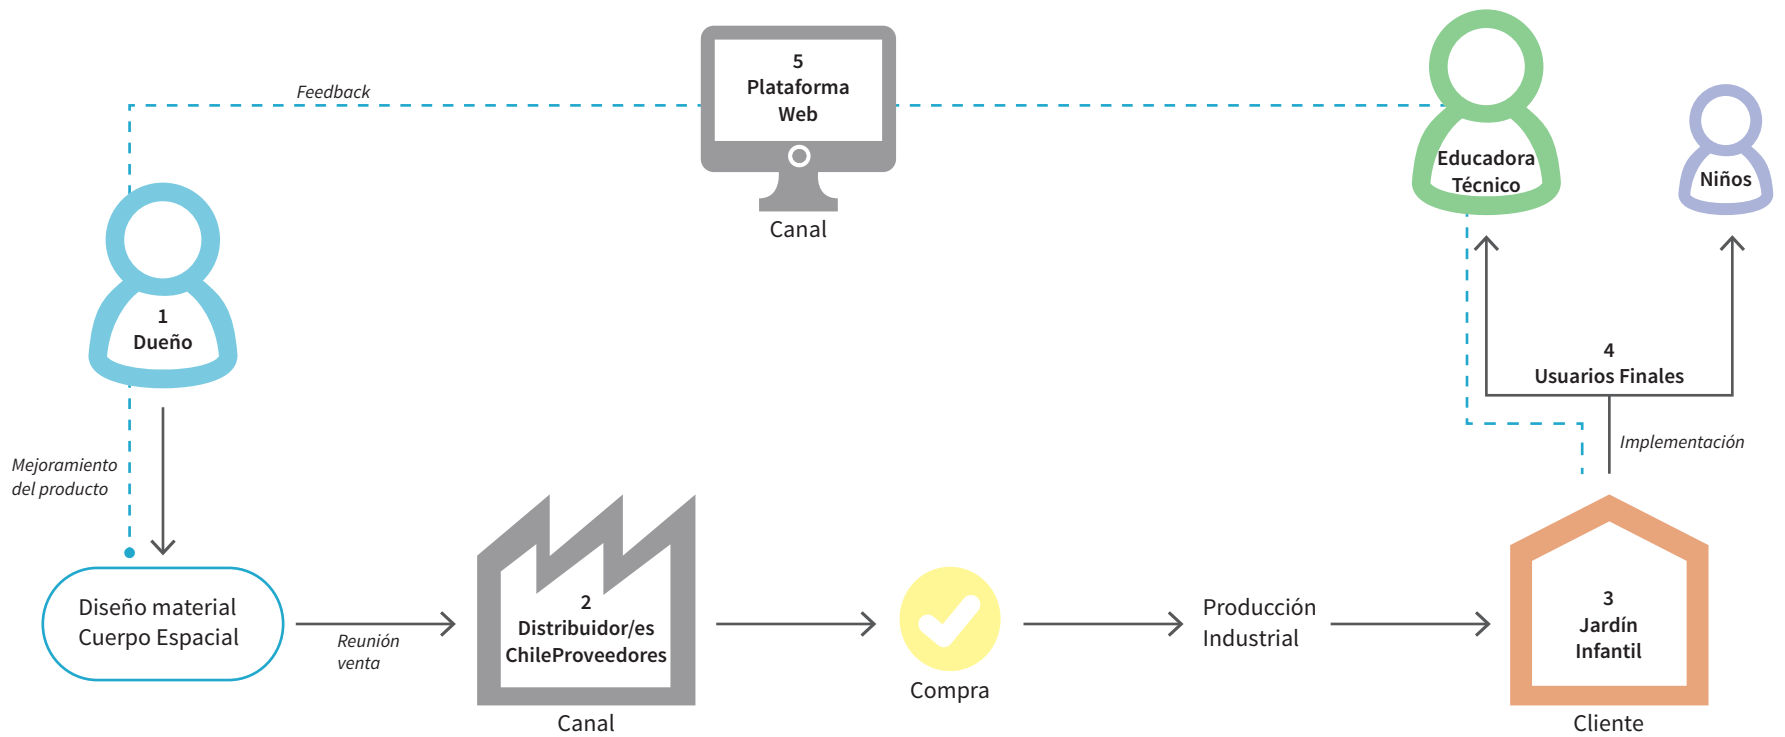 Feedback
5
Plataforma
Web
Canal
Educadora
Técnico
Niños
1
Dueño
4
Usuarios Finales
Implementación
Mejoramiento
del producto
Diseño material
Cuerpo Espacial
Reunión
venta
2
Distribuidor/es
ChileProveedores
Canal
Compra
Producción
Industrial
3
Jardín
Infantil
Cliente